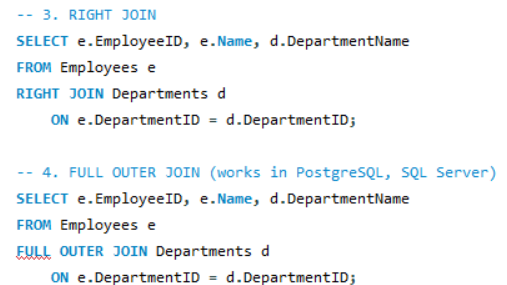 -- 3. RIGHT JOIN
SELECT e.EmployeeID, e.Name, d.DepartmentName
FROM Employees e
RIGHT JOIN Departments d
    ON e.DepartmentID = d.DepartmentID;

-- 4. FULL OUTER JOIN (works in PostgreSQL, SQL Server)
SELECT e.EmployeeID, e.Name, d.DepartmentName
FROM Employees e
FULL OUTER JOIN Departments d
    ON e.DepartmentID = d.DepartmentID;